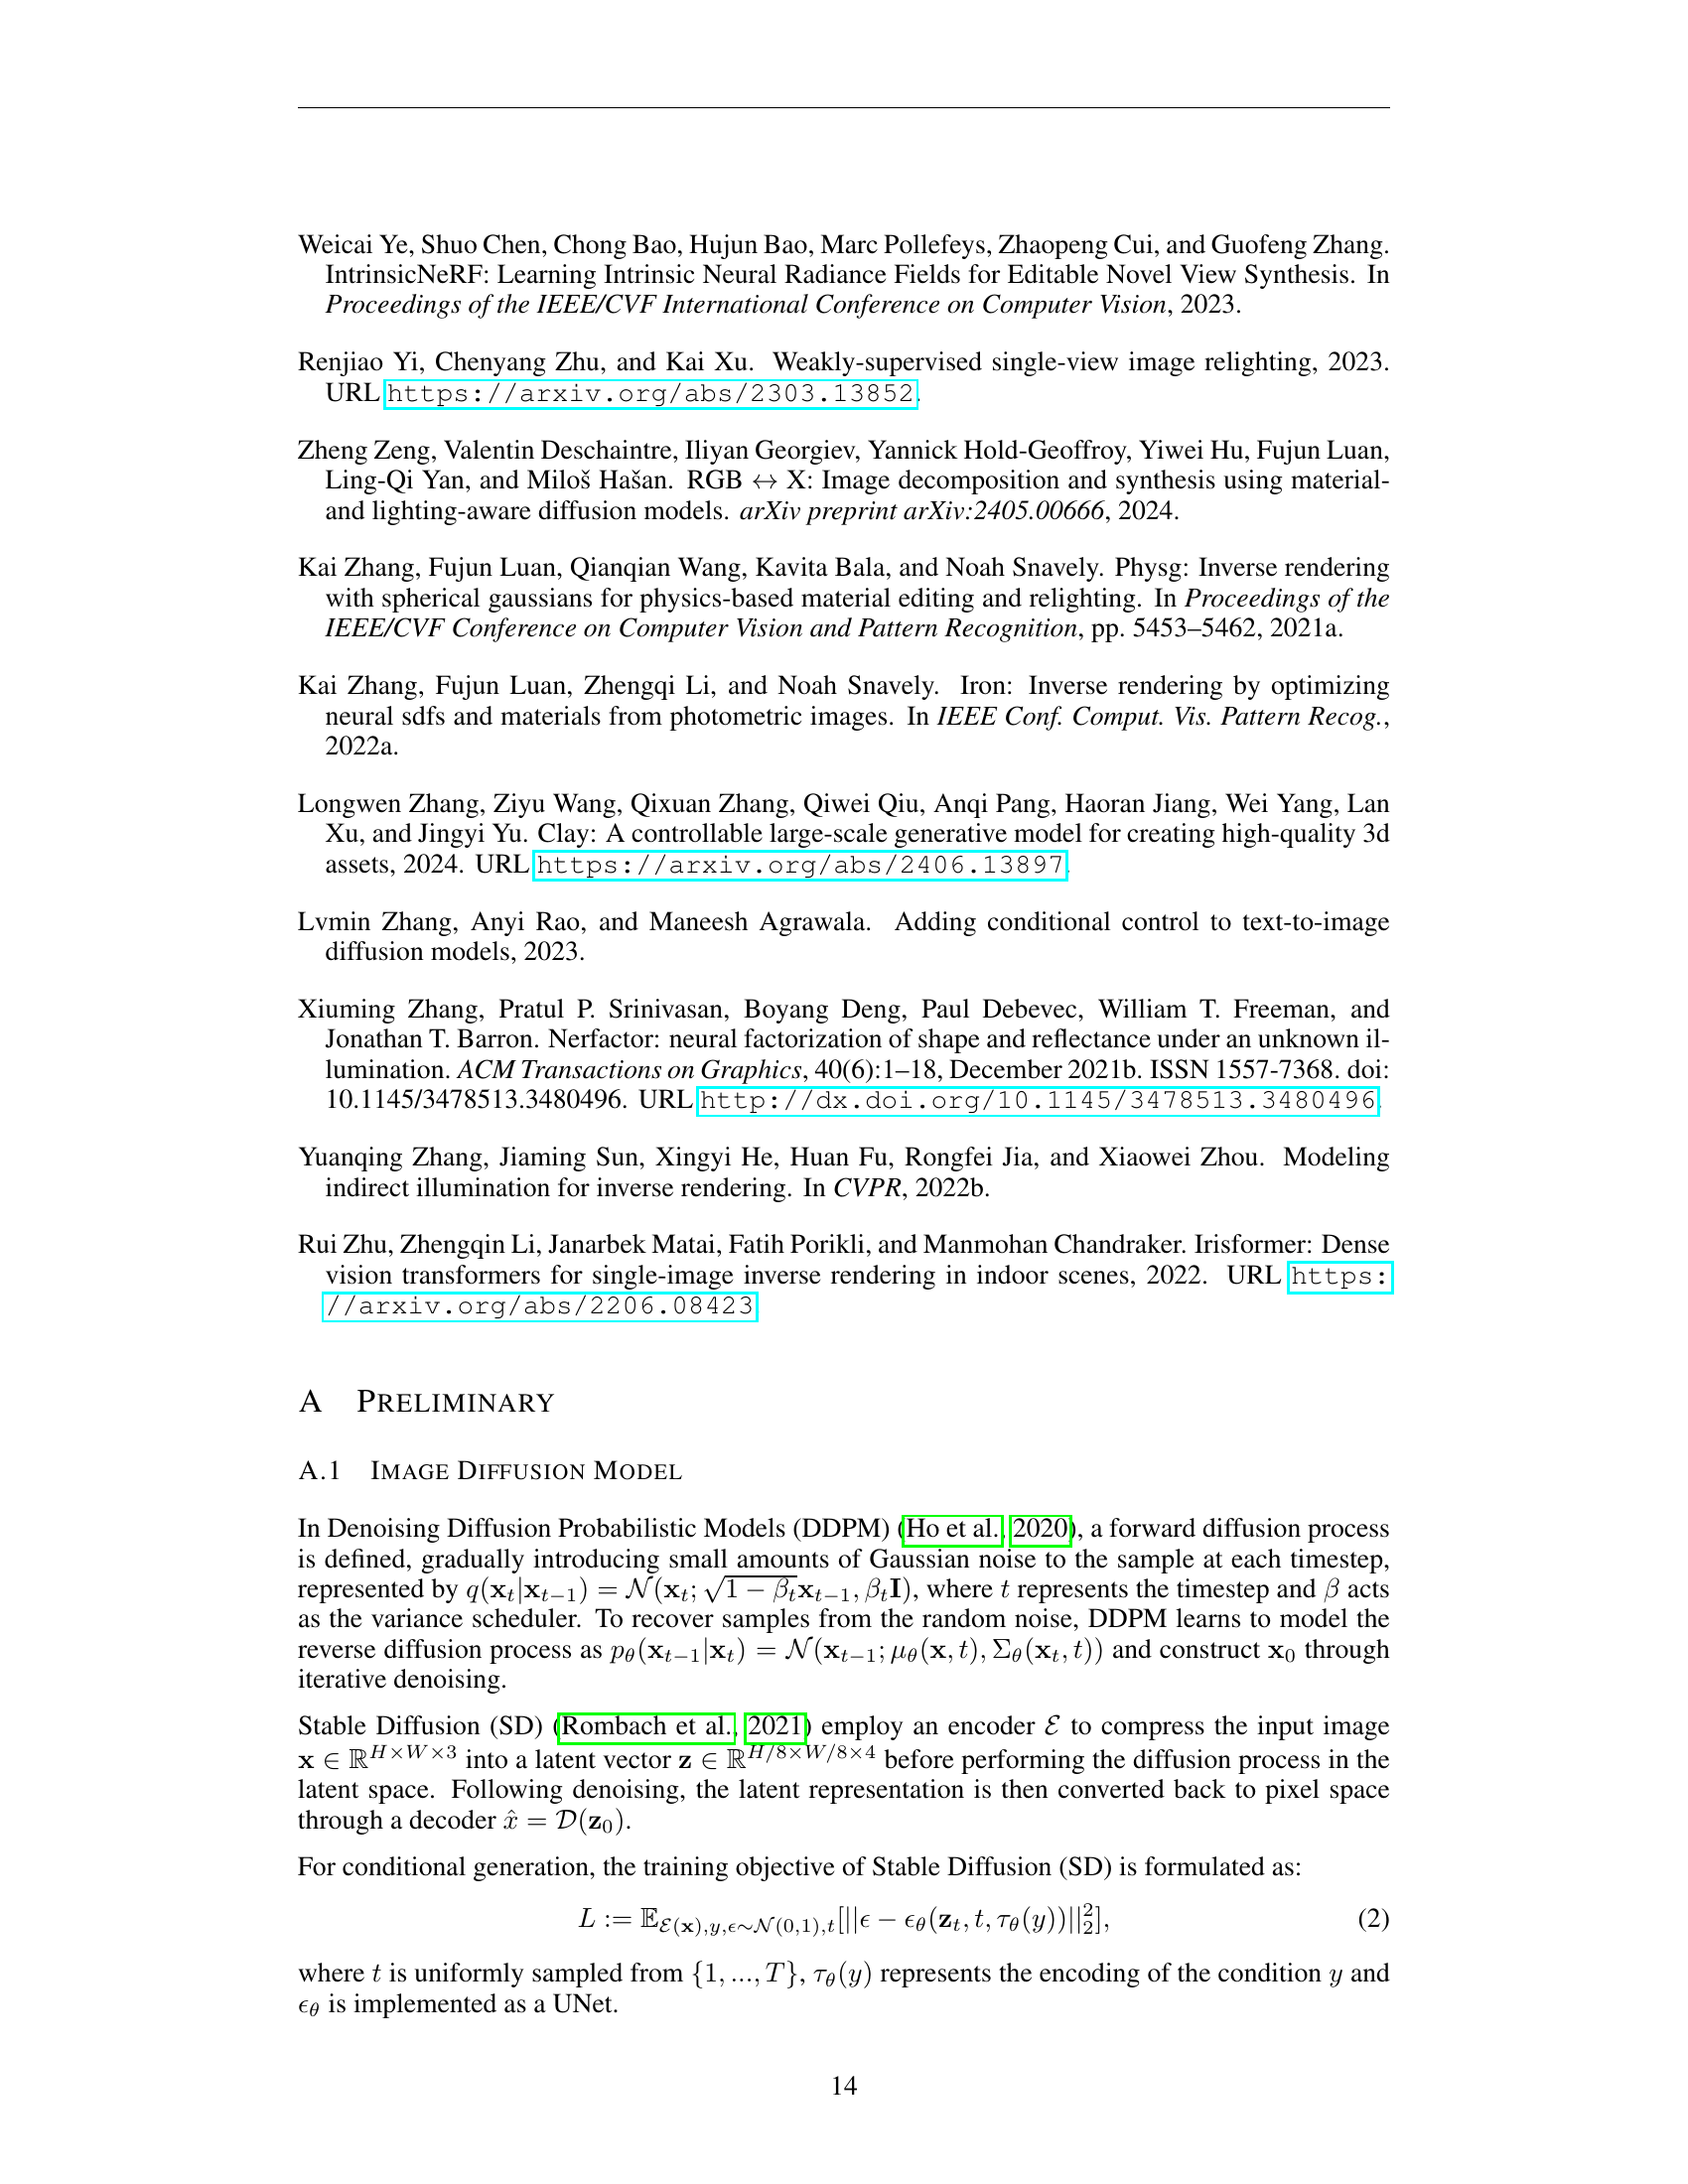 Weicai Ye, Shuo Chen, Chong Bao, Hujun Bao, Marc Pollefeys, Zhaopeng Cui, and Guofeng Zhang.
IntrinsicNeRF: Learning Intrinsic Neural Radiance Fields for Editable Novel View Synthesis. In
Proceedings of the IEEE/CVF International Conference on Computer Vision, 2023.
Renjiao Yi, Chenyang Zhu, and Kai Xu. Weakly-supervised single-view image relighting, 2023.
URL https://arxiv.org/abs/2303.13852.
Zheng Zeng, Valentin Deschaintre, Iliyan Georgiev, Yannick Hold-Geoffroy, Yiwei Hu, Fujun Luan,
Ling-Qi Yan, and Miloš Hašan. RGB ↔ X: Image decomposition and synthesis using material-
and lighting-aware diffusion models. arXiv preprint arXiv:2405.00666, 2024.
Kai Zhang, Fujun Luan, Qianqian Wang, Kavita Bala, and Noah Snavely. Physg: Inverse rendering
with spherical gaussians for physics-based material editing and relighting. In Proceedings of the
IEEE/CVF Conference on Computer Vision and Pattern Recognition, pp. 5453–5462, 2021a.
Kai Zhang, Fujun Luan, Zhengqi Li, and Noah Snavely. Iron: Inverse rendering by optimizing
neural sdfs and materials from photometric images. In IEEE Conf. Comput. Vis. Pattern Recog.,
2022a.
Longwen Zhang, Ziyu Wang, Qixuan Zhang, Qiwei Qiu, Anqi Pang, Haoran Jiang, Wei Yang, Lan
Xu, and Jingyi Yu. Clay: A controllable large-scale generative model for creating high-quality 3d
assets, 2024. URL https://arxiv.org/abs/2406.13897.
Lvmin Zhang, Anyi Rao, and Maneesh Agrawala. Adding conditional control to text-to-image
diffusion models, 2023.
Xiuming Zhang, Pratul P. Srinivasan, Boyang Deng, Paul Debevec, William T. Freeman, and
Jonathan T. Barron. Nerfactor: neural factorization of shape and reflectance under an unknown il-
lumination. ACM Transactions on Graphics, 40(6):1–18, December 2021b. ISSN 1557-7368. doi:
10.1145/3478513.3480496. URL http://dx.doi.org/10.1145/3478513.3480496.
Yuanqing Zhang, Jiaming Sun, Xingyi He, Huan Fu, Rongfei Jia, and Xiaowei Zhou. Modeling
indirect illumination for inverse rendering. In CVPR, 2022b.
Rui Zhu, Zhengqin Li, Janarbek Matai, Fatih Porikli, and Manmohan Chandraker. Irisformer: Dense
vision transformers for single-image inverse rendering in indoor scenes, 2022. URL https:
//arxiv.org/abs/2206.08423
A PRELIMINARY
A.1 IMAGE DIFFUSION MODEL
In Denoising Diffusion Probabilistic Models (DDPM) (Ho et al., 2020), a forward diffusion process
is defined, gradually introducing small amounts of Gaussian noise to the sample at each timestep,
represented by $q(\mathbf{x}_t|\mathbf{x}_{t-1}) = \mathcal{N}(\mathbf{x}_t; \sqrt{1-\beta_t}\mathbf{x}_{t-1}, \beta_t\mathbf{I})$, where $t$ represents the timestep and $\beta$ acts
as the variance scheduler. To recover samples from the random noise, DDPM learns to model the
reverse diffusion process as $p_\theta(\mathbf{x}_{t-1}|\mathbf{x}_t) = \mathcal{N}(\mathbf{x}_{t-1}; \mu_\theta(\mathbf{x}, t), \Sigma_\theta(\mathbf{x}_t, t))$ and construct $\mathbf{x}_0$ through
iterative denoising.
Stable Diffusion (SD) (Rombach et al., 2021) employ an encoder $\mathcal{E}$ to compress the input image
$\mathbf{x} \in \mathbb{R}^{H \times W \times 3}$ into a latent vector $\mathbf{z} \in \mathbb{R}^{H/8 \times W/8 \times 4}$ before performing the diffusion process in the
latent space. Following denoising, the latent representation is then converted back to pixel space
through a decoder $\hat{x} = \mathcal{D}(\mathbf{z}_0)$.
For conditional generation, the training objective of Stable Diffusion (SD) is formulated as:
$L := \mathbb{E}_{\mathcal{E}(\mathbf{x}),y,\epsilon\sim\mathcal{N}(0,1),t}[||\epsilon - \epsilon_\theta(\mathbf{z}_t, t, \tau_\theta(y))||_2^2],$ (2)
where $t$ is uniformly sampled from $\{1, ..., T\}$, $\tau_\theta(y)$ represents the encoding of the condition $y$ and
$\epsilon_\theta$ is implemented as a UNet.
14